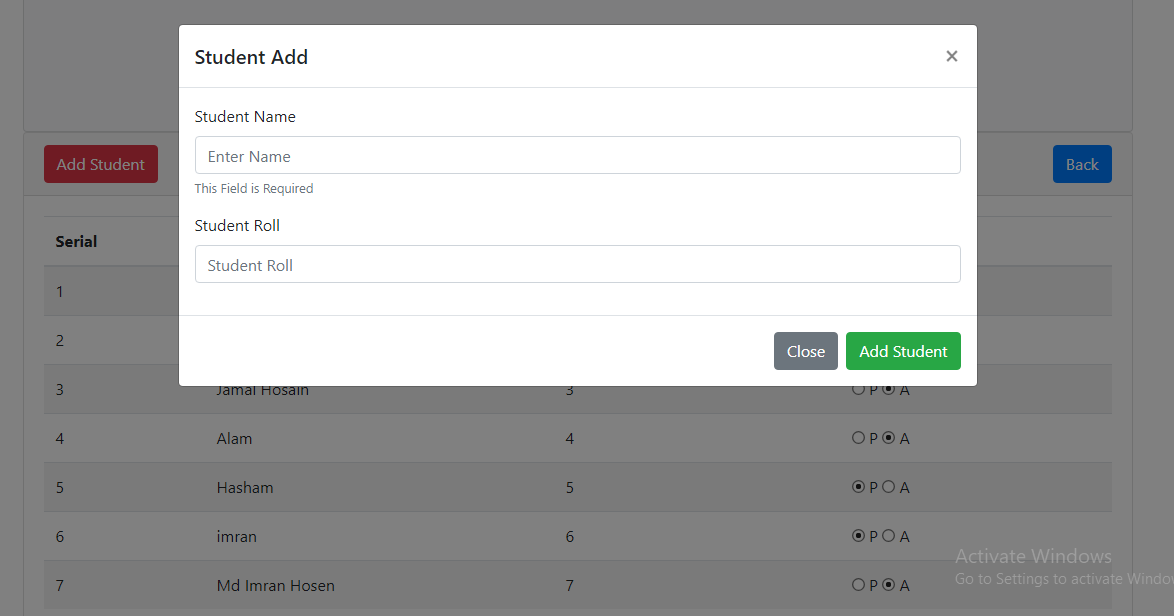 Student Add ×
Student Name
Enter Name
This Field is Required
Student Roll
Student Roll
Close Add Student
Add Student Back
Serial
1
2
3 Jamal Hosain 3 P A
4 Alam 4 P A
5 Hasham 5 P A
6 imran 6 P A
7 Md Imran Hosen 7 P A
Activate Windows
Go to Settings to activate Windo